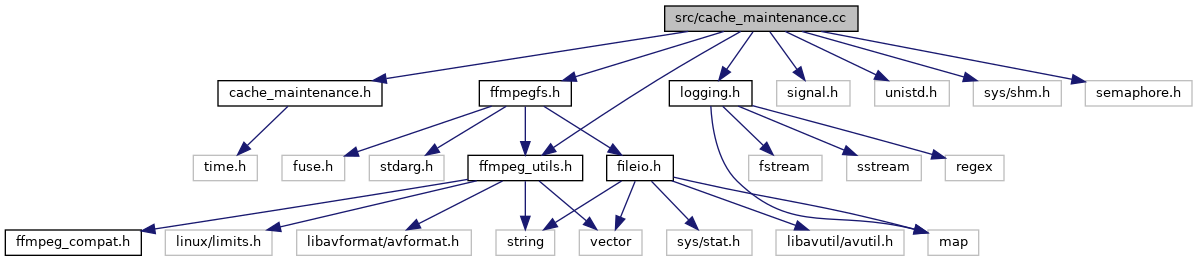 src/cache_maintenance.cc
cache_maintenance.h
ffmpegfs.h
logging.h
signal.h
unistd.h
sys/shm.h
semaphore.h
time.h
fuse.h
stdarg.h
ffmpeg_utils.h
fileio.h
fstream
sstream
regex
ffmpeg_compat.h
linux/limits.h
libavformat/avformat.h
string
vector
sys/stat.h
libavutil/avutil.h
map